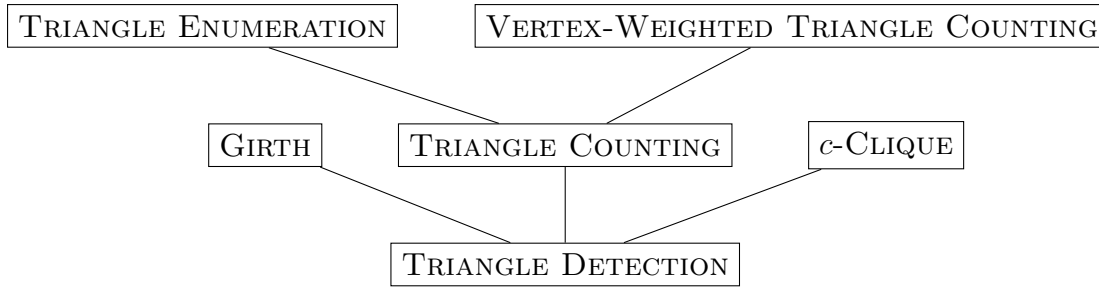 TRIANGLE ENUMERATION
VERTEX-WEIGHTED TRIANGLE COUNTING
GIRTH
TRIANGLE COUNTING
c-CLIQUE
TRIANGLE DETECTION